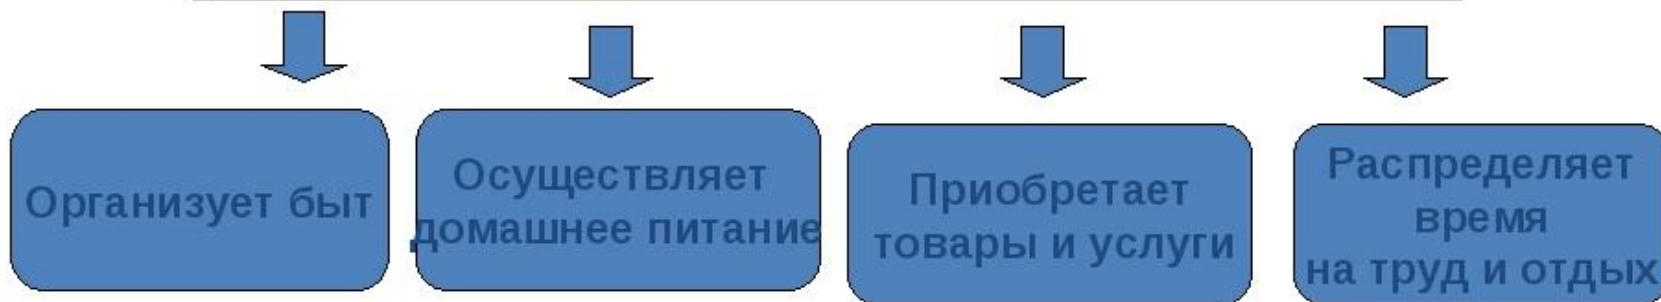 Организует быт
Осуществляет
домашнее питание
Приобретает
товары и услуги
Распределяет
время
на труд и отдых